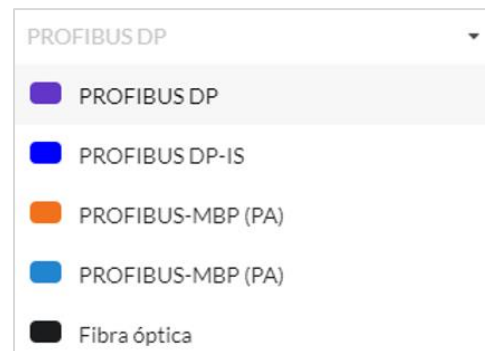 PROFIBUS DP
PROFIBUS DP
PROFIBUS DP-IS
PROFIBUS-MBP (PA)
PROFIBUS-MBP (PA)
Fibra óptica